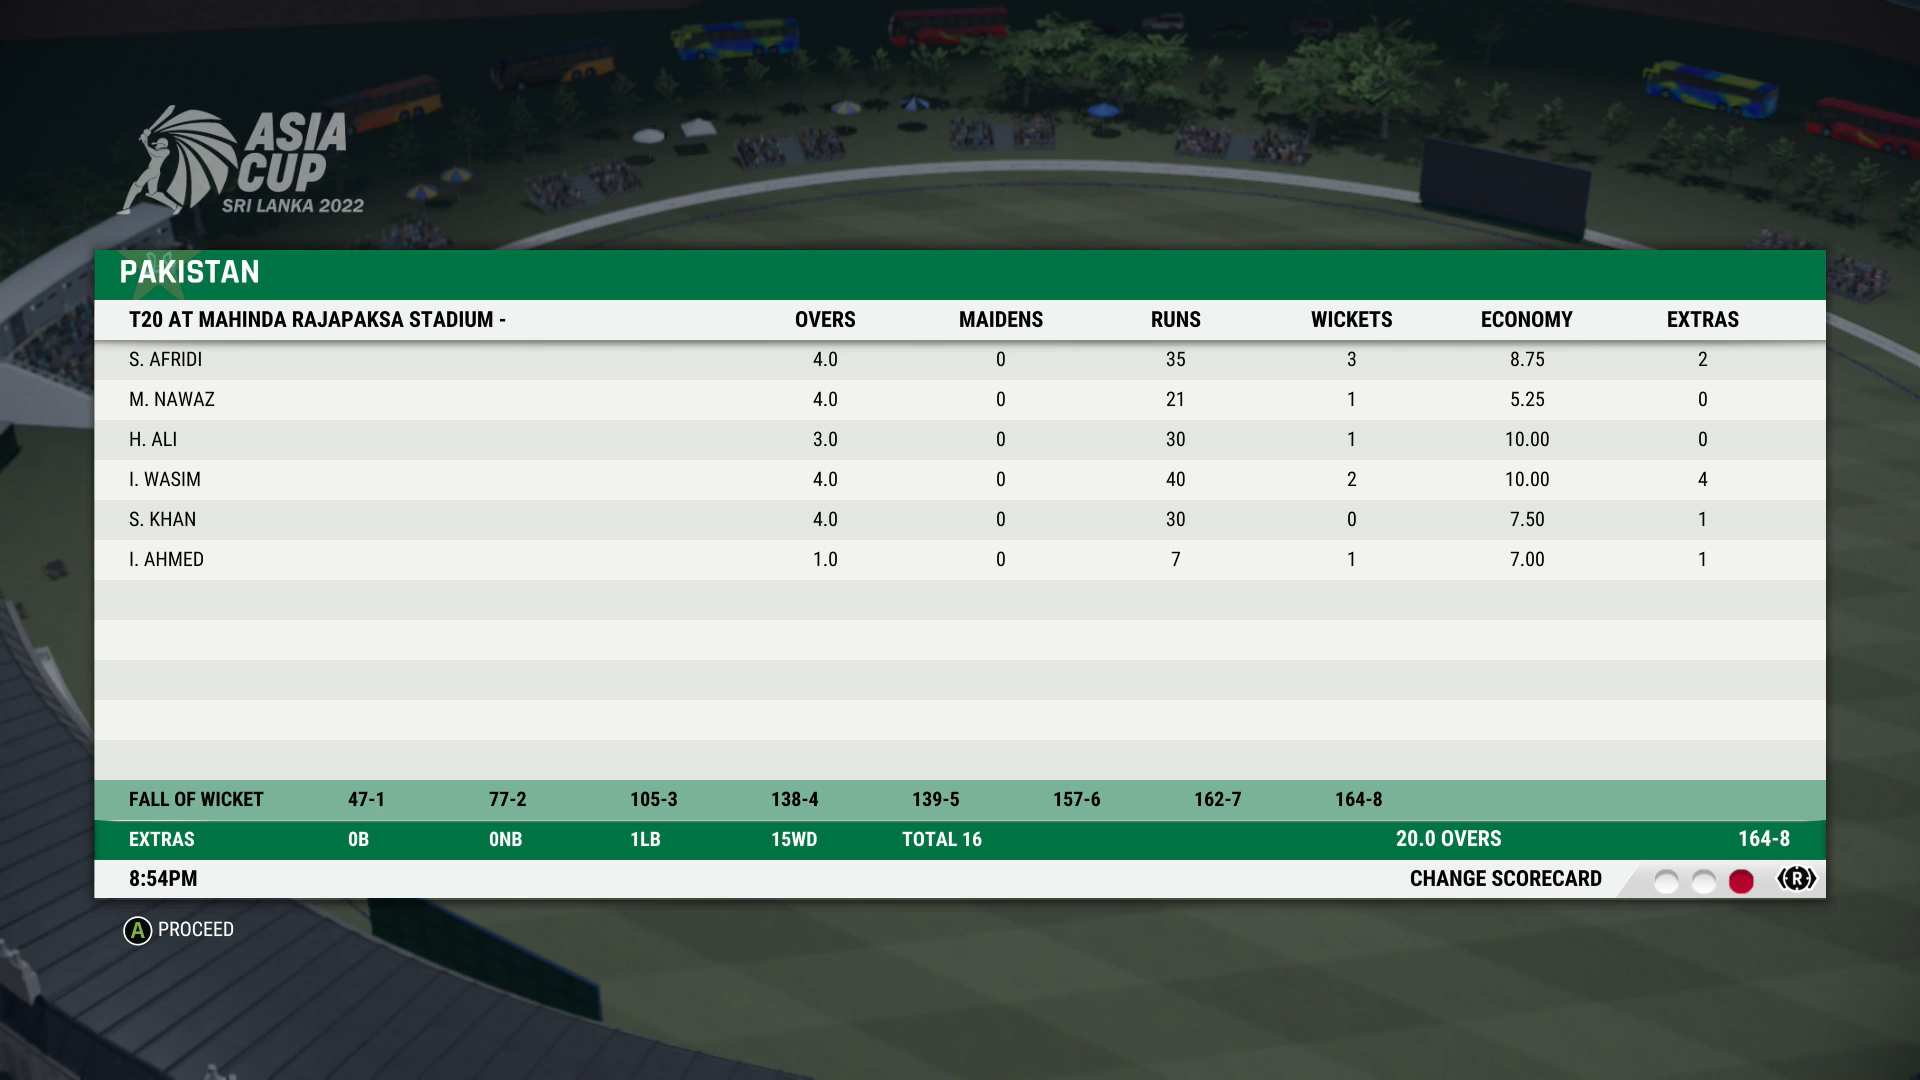 ASIA
CUP
SRI LANKA 2022
PAKISTAN
T20 AT MAHINDA RAJAPAKSA STADIUM - OVERS MAIDENS RUNS WICKETS ECONOMY EXTRAS
S. AFRIDI 4.0 0 35 3 8.75 2
M. NAWAZ 4.0 0 21 1 5.25 0
H. ALI 3.0 0 30 1 10.00 0
I. WASIM 4.0 0 40 2 10.00 4
S. KHAN 4.0 0 30 0 7.50 1
I. AHMED 1.0 0 7 1 7.00 1
FALL OF WICKET 47-1 77-2 105-3 138-4 139-5 157-6 162-7 164-8
EXTRAS 0B 0NB 1LB 15WD TOTAL 16 20.0 OVERS 164-8
8:54PM CHANGE SCORECARD R
A PROCEED